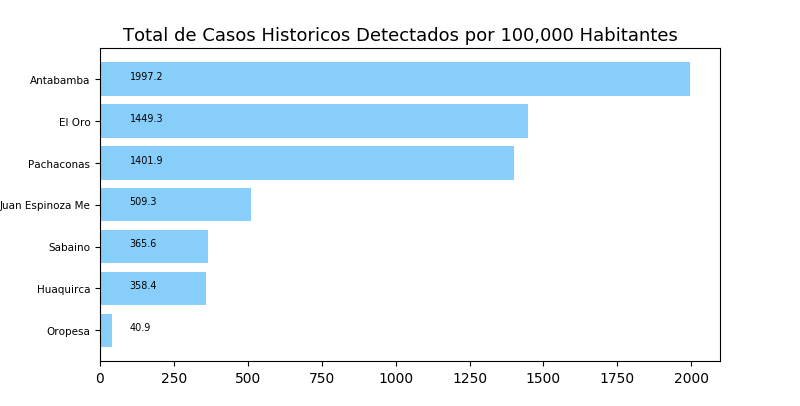 Total de Casos Historicos Detectados por 100,000 Habitantes
Antabamba 1997.2
El Oro 1449.3
Pachaconas 1401.9
Juan Espinoza Me 509.3
Sabaino 365.6
Huaquirca 358.4
Oropesa 40.9
0 250 500 750 1000 1250 1500 1750 2000